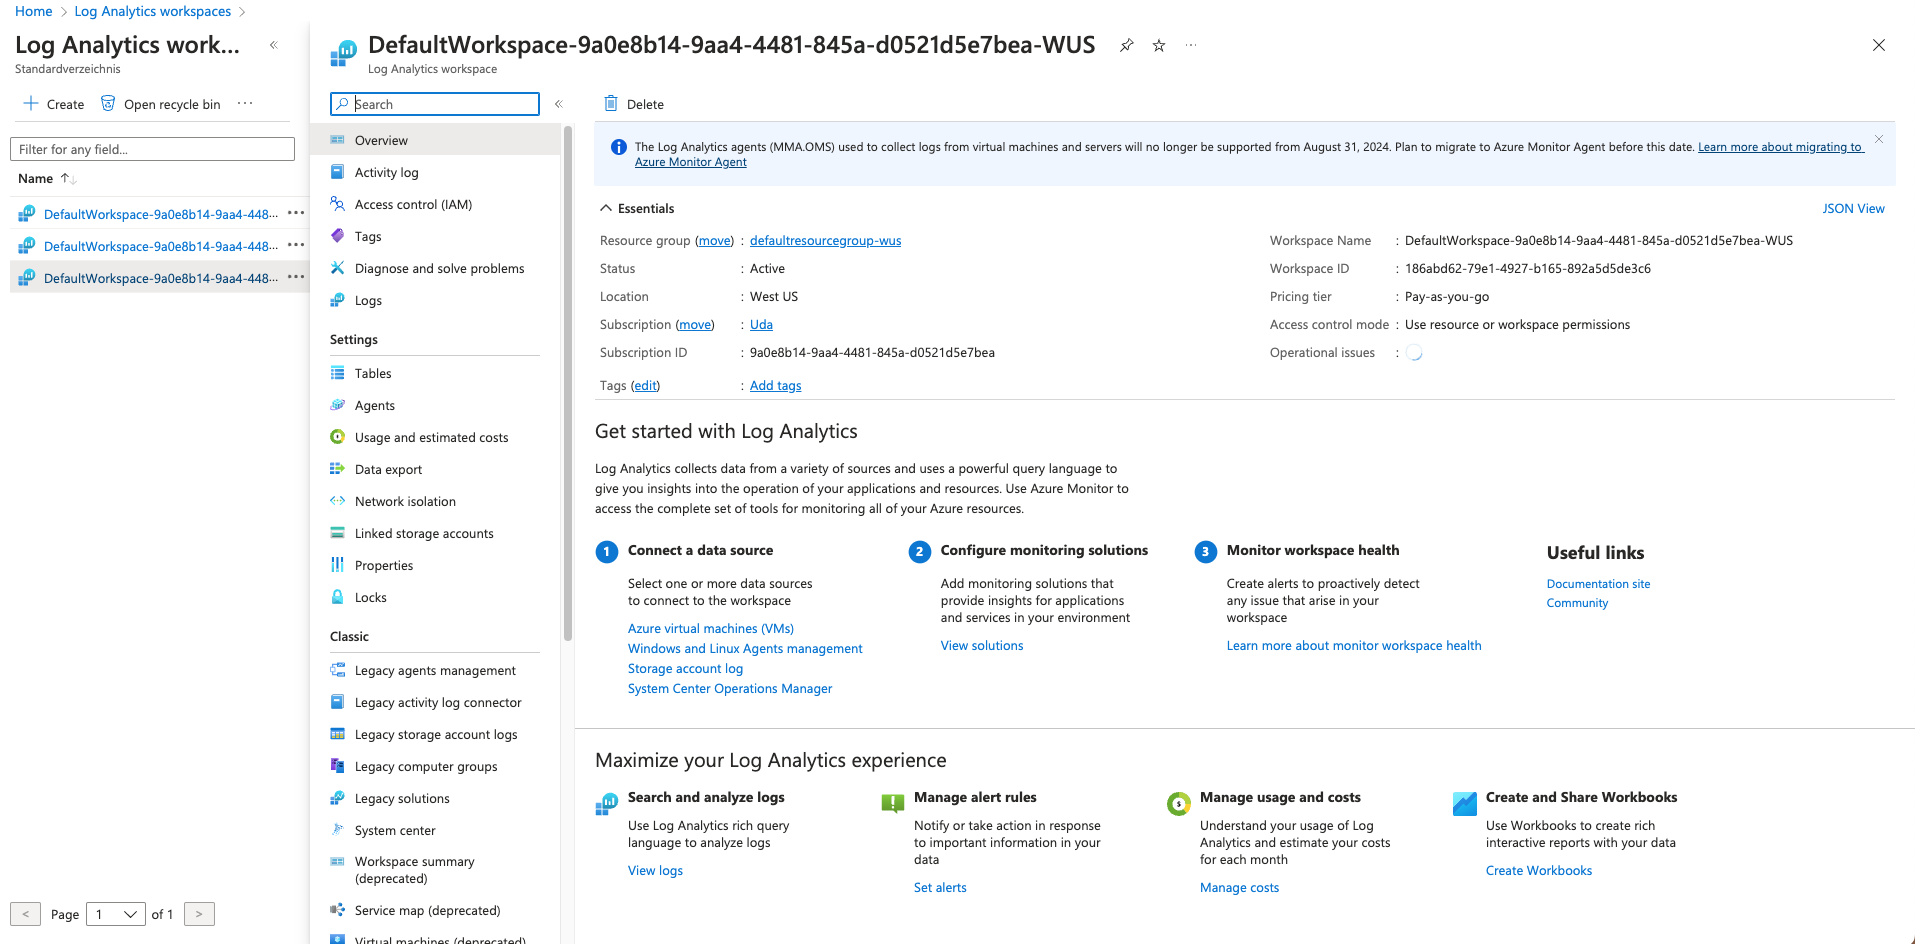 Home > Log Analytics workspaces >
Log Analytics work...
Standardverzeichnis
Create
Open recycle bin
Filter for any field...
Name
DefaultWorkspace-9a0e8b14-9aa4-448...
DefaultWorkspace-9a0e8b14-9aa4-448...
DefaultWorkspace-9a0e8b14-9aa4-448...
< Page 1 of 1 >
DefaultWorkspace-9a0e8b14-9aa4-4481-845a-d0521d5e7bea-WUS
Log Analytics workspace
Search
Overview
Activity log
Access control (IAM)
Tags
Diagnose and solve problems
Logs
Settings
Tables
Agents
Usage and estimated costs
Data export
Network isolation
Linked storage accounts
Properties
Locks
Classic
Legacy agents management
Legacy activity log connector
Legacy storage account logs
Legacy computer groups
Legacy solutions
System center
Workspace summary
(deprecated)
Service map (deprecated)
Virtual machines (deprecated)
Delete
The Log Analytics agents (MMA.OMS) used to collect logs from virtual machines and servers will no longer be supported from August 31, 2024. Plan to migrate to Azure Monitor Agent before this date. Learn more about migrating to
Azure Monitor Agent
Essentials
JSON View
Resource group (move) : defaultresourcegroup-wus
Status : Active
Location : West US
Subscription (move) : Uda
Subscription ID : 9a0e8b14-9aa4-4481-845a-d0521d5e7bea
Tags (edit) : Add tags
Workspace Name : DefaultWorkspace-9a0e8b14-9aa4-4481-845a-d0521d5e7bea-WUS
Workspace ID : 186abd62-79e1-4927-b165-892a5d5de3c6
Pricing tier : Pay-as-you-go
Access control mode : Use resource or workspace permissions
Operational issues :
Get started with Log Analytics
Log Analytics collects data from a variety of sources and uses a powerful query language to
give you insights into the operation of your applications and resources. Use Azure Monitor to
access the complete set of tools for monitoring all of your Azure resources.
1 Connect a data source
Select one or more data sources
to connect to the workspace
Azure virtual machines (VMs)
Windows and Linux Agents management
Storage account log
System Center Operations Manager
2 Configure monitoring solutions
Add monitoring solutions that
provide insights for applications
and services in your environment
View solutions
3 Monitor workspace health
Create alerts to proactively detect
any issue that arise in your
workspace
Learn more about monitor workspace health
Useful links
Documentation site
Community
Maximize your Log Analytics experience
Search and analyze logs
Use Log Analytics rich query
language to analyze logs
View logs
Manage alert rules
Notify or take action in response
to important information in your
data
Set alerts
Manage usage and costs
Understand your usage of Log
Analytics and estimate your costs
for each month
Manage costs
Create and Share Workbooks
Use Workbooks to create rich
interactive reports with your data
Create Workbooks